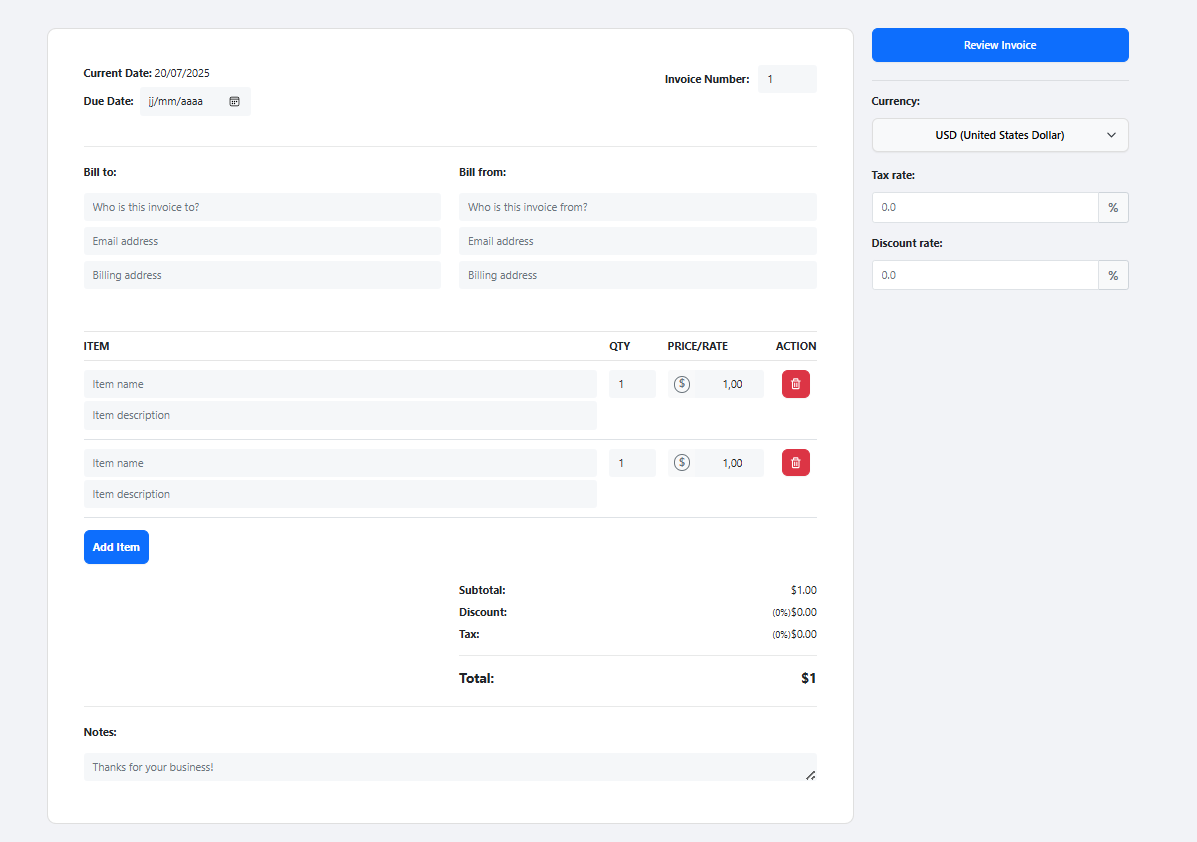 Current Date: 20/07/2025
Due Date: jj/mm/aaaa
Invoice Number: 1
Bill to:
Who is this invoice to?
Email address
Billing address
Bill from:
Who is this invoice from?
Email address
Billing address
ITEM QTY PRICE/RATE ACTION
Item name 1 $ 1,00
Item description
Item name 1 $ 1,00
Item description
Add Item
Subtotal: $1.00
Discount: (0%)$0.00
Tax: (0%)$0.00
Total: $1
Notes:
Thanks for your business!
Review Invoice
Currency:
USD (United States Dollar)
Tax rate:
0.0 %
Discount rate:
0.0 %